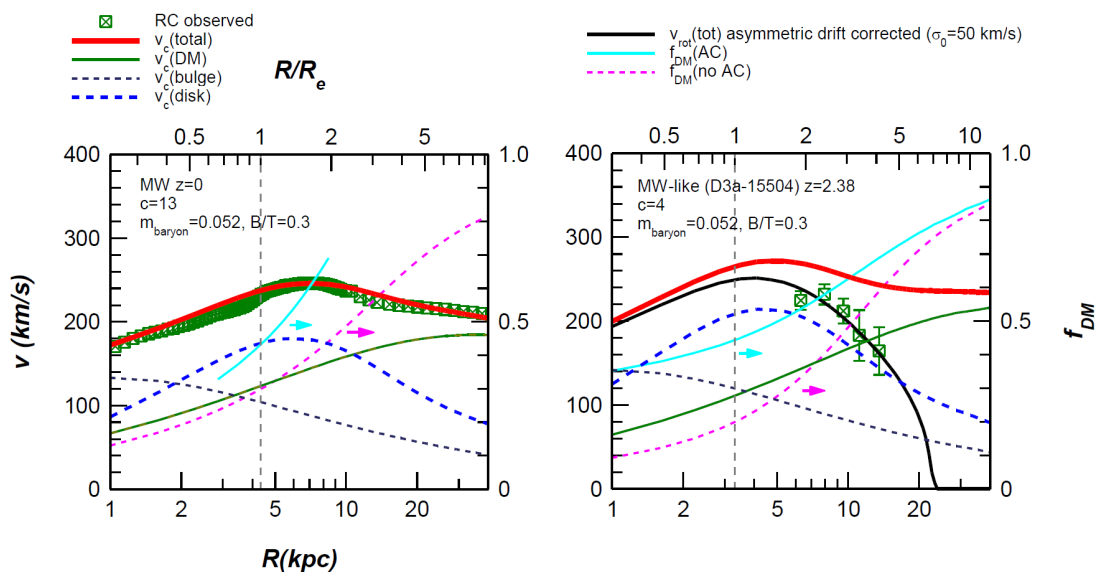 RC observed
v_c(total)
v_c(DM)
v_c(bulge)
v_c(disk)
R/R_e
v_rot(tot) asymmetric drift corrected (σ_0=50 km/s)
f_DM(AC)
f_DM(no AC)
0.5 1 2 5
400 300 200 100 0
MW z=0
c=13
m_baryon=0.052, B/T=0.3
1.0 0.5 0
1 2 10 20
v (km/s)
R(kpc)
0.5 1 2 5 10
400 300 200 100 0
MW-like (D3a-15504) z=2.38
c=4
m_baryon=0.052, B/T=0.3
1.0 0.5 0
1 2 5 10 20
f_DM